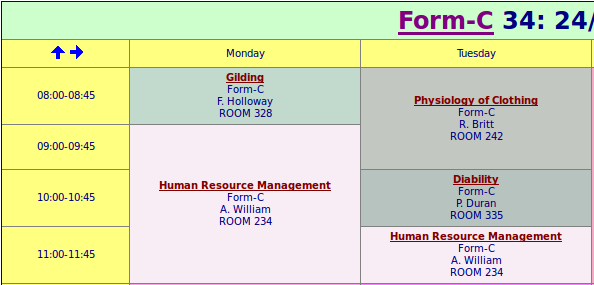 Form-C 34: 24/
Monday
Tuesday
08:00-08:45
Gilding
Form-C
F. Holloway
ROOM 328
Physiology of Clothing
Form-C
R. Britt
ROOM 242
09:00-09:45
Human Resource Management
Form-C
A. William
ROOM 234
10:00-10:45
Diability
Form-C
P. Duran
ROOM 335
11:00-11:45
Human Resource Management
Form-C
A. William
ROOM 234